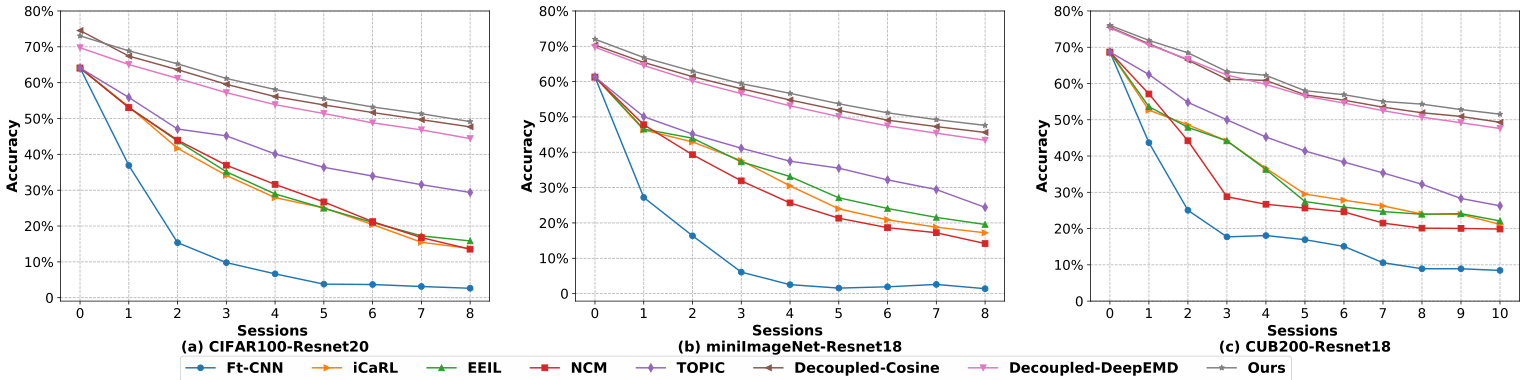 80%
70%
60%
50%
40%
30%
20%
10%
0
Accuracy
0 1 2 3 4 5 6 7 8
Sessions
(a) CIFAR100-Resnet20
80%
70%
60%
50%
40%
30%
20%
10%
0
Accuracy
0 1 2 3 4 5 6 7 8
Sessions
(b) miniImageNet-Resnet18
80%
70%
60%
50%
40%
30%
20%
10%
0
Accuracy
0 1 2 3 4 5 6 7 8 9 10
Sessions
(c) CUB200-Resnet18
Ft-CNN iCaRL EEIL NCM TOPIC Decoupled-Cosine Decoupled-DeepEMD Ours